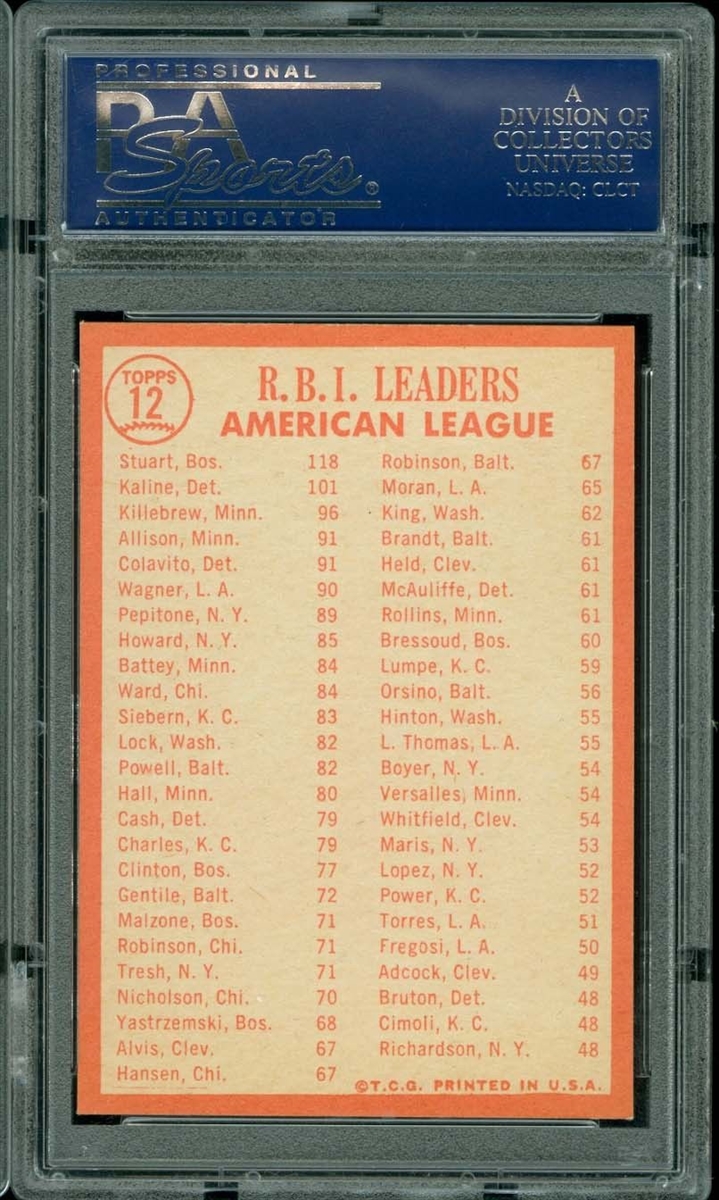 PROFESSIONAL
PSA
Sports®
AUTHENTICATOR
A
DIVISION OF
COLLECTORS
UNIVERSE
NASDAQ: CLCT
TOPPS
12
R.B.I. LEADERS
AMERICAN LEAGUE
Stuart, Bos. 118
Kaline, Det. 101
Killebrew, Minn. 96
Allison, Minn. 91
Colavito, Det. 91
Wagner, L. A. 90
Pepitone, N. Y. 89
Howard, N. Y. 85
Battey, Minn. 84
Ward, Chi. 84
Siebern, K. C. 83
Lock, Wash. 82
Powell, Balt. 82
Hall, Minn. 80
Cash, Det. 79
Charles, K. C. 79
Clinton, Bos. 77
Gentile, Balt. 72
Malzone, Bos. 71
Robinson, Chi. 71
Tresh, N. Y. 71
Nicholson, Chi. 70
Yastrzemski, Bos. 68
Alvis, Clev. 67
Hansen, Chi. 67
Robinson, Balt. 67
Moran, L. A. 65
King, Wash. 62
Brandt, Balt. 61
Held, Clev. 61
McAuliffe, Det. 61
Rollins, Minn. 61
Bressoud, Bos. 60
Lumpe, K. C. 59
Orsino, Balt. 56
Hinton, Wash. 55
L. Thomas, L. A. 55
Boyer, N. Y. 54
Versalles, Minn. 54
Whitfield, Clev. 54
Maris, N. Y. 53
Lopez, N. Y. 52
Power, K. C. 52
Torres, L. A. 51
Fregosi, L. A. 50
Adcock, Clev. 49
Bruton, Det. 48
Cimoli, K. C. 48
Richardson, N. Y. 48
©T.C.G. PRINTED IN U.S.A.